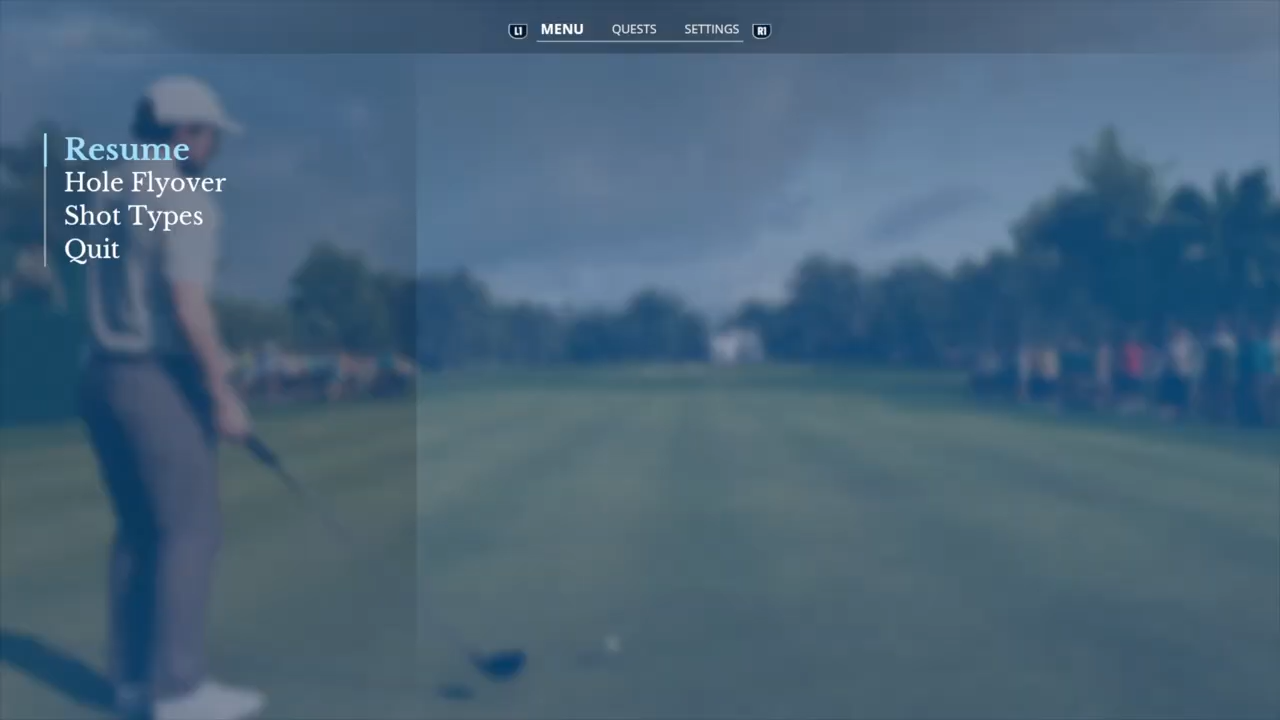 L1 MENU QUESTS SETTINGS R1
Resume
Hole Flyover
Shot Types
Quit